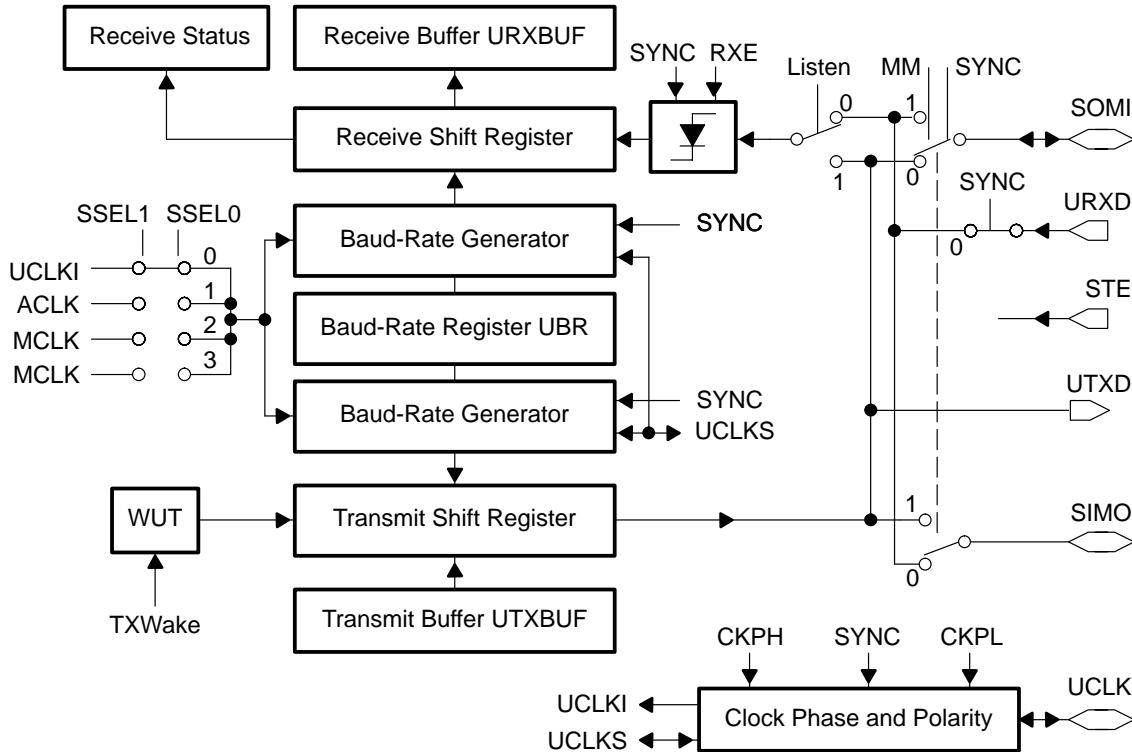 Receive Status
Receive Buffer URXBUF
SYNC RXE
Listen
MM
SYNC
SOMI
0
1
Receive Shift Register
1
0
SYNC
URXD
0
SSEL1 SSEL0
Baud-Rate Generator
SYNC
UCLKI
0
ACLK
1
MCLK
2
MCLK
3
Baud-Rate Register UBR
STE
Baud-Rate Generator
SYNC
UCLKS
UTXD
WUT
Transmit Shift Register
1
SIMO
0
TXWake
Transmit Buffer UTXBUF
CKPH
SYNC
CKPL
UCLK
UCLKI
Clock Phase and Polarity
UCLKS